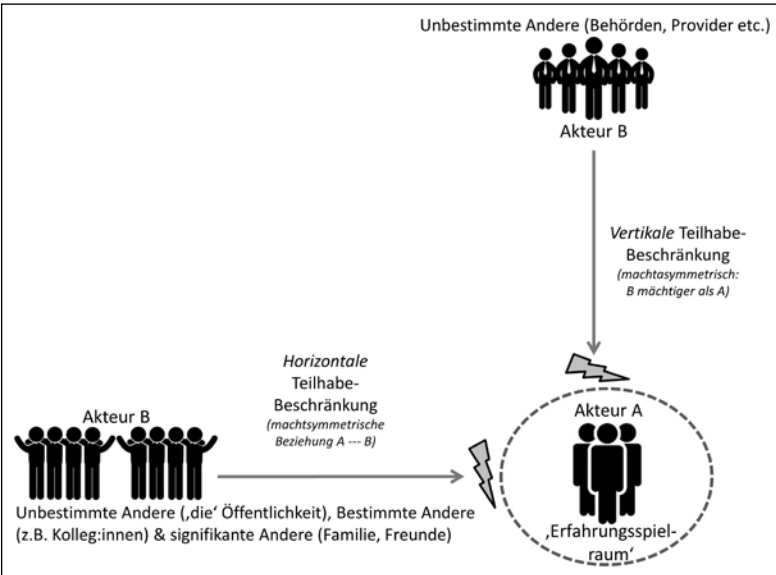 Unbestimmte Andere (Behörden, Provider etc.)
Akteur B
Vertikale Teilhabe-
Beschränkung
(machtasymmetrisch:
B mächtiger als A)
Horizontale
Teilhabe-
Beschränkung
(machtsymmetrische
Beziehung A --- B)
Akteur B
Unbestimmte Andere (‚die‘ Öffentlichkeit), Bestimmte Andere
(z.B. Kolleg:innen) & signifikante Andere (Familie, Freunde)
Akteur A
‚Erfahrungsspiel-
raum‘